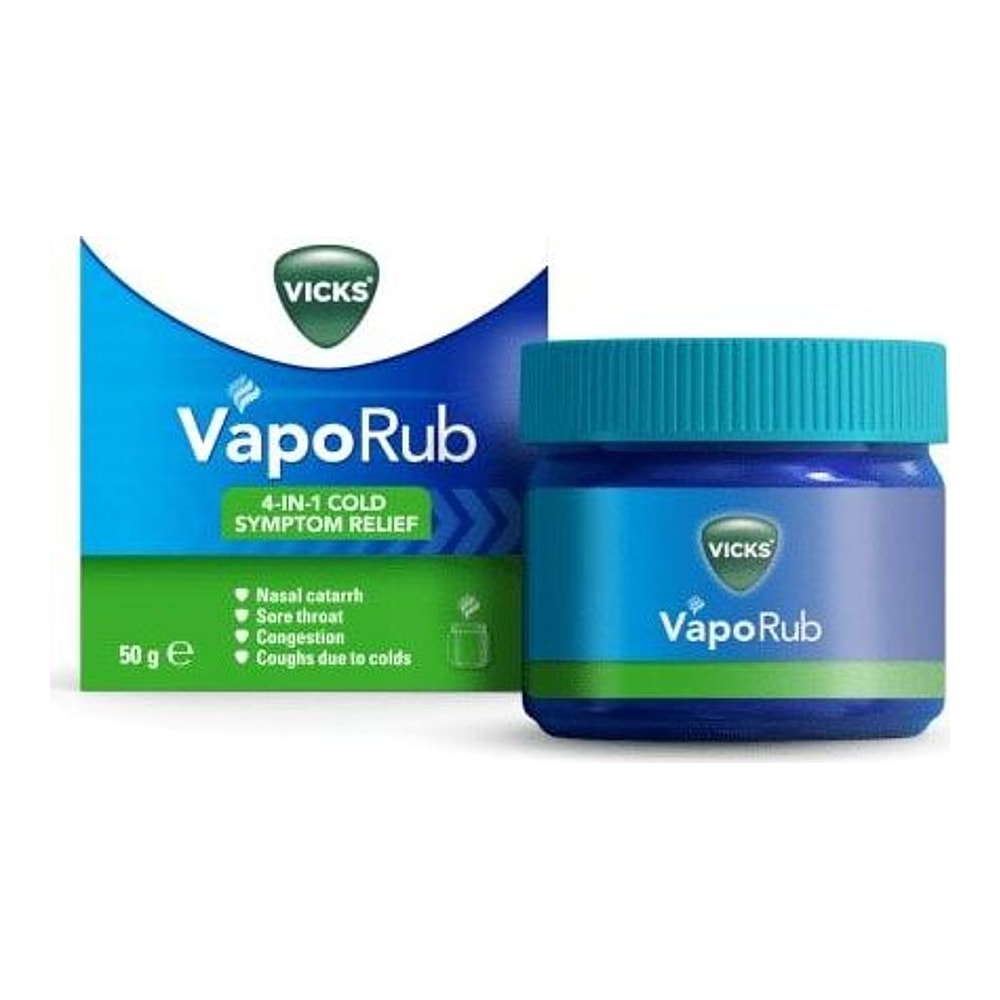 VICKS®
VapoRub
4-IN-1 COLD
SYMPTOM RELIEF
Nasal catarrh
Sore throat
Congestion
Coughs due to colds
50 g ℮
VICKS®
VapoRub